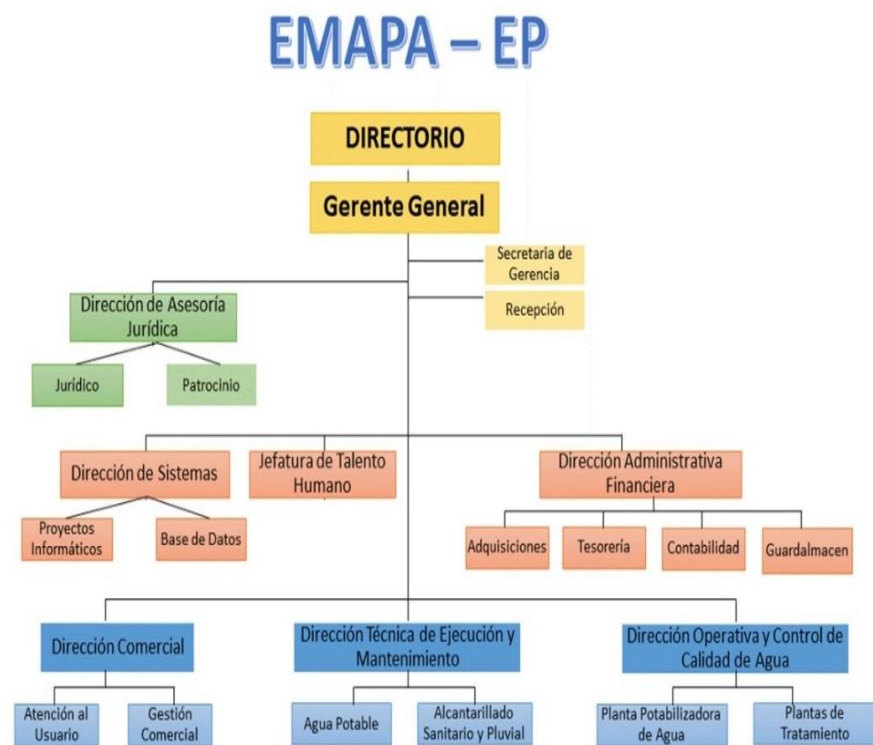 EMAPA – EP
DIRECTORIO
Gerente General
Secretaria de
Gerencia
Recepción
Dirección de Asesoría
Jurídica
Jurídico
Patrocinio
Dirección de Sistemas
Jefatura de Talento
Humano
Dirección Administrativa
Financiera
Proyectos
Informáticos
Base de Datos
Adquisiciones
Tesorería
Contabilidad
Guardalmacen
Dirección Comercial
Dirección Técnica de Ejecución y
Mantenimiento
Dirección Operativa y Control de
Calidad de Agua
Atención al
Usuario
Gestión
Comercial
Agua Potable
Alcantarillado
Sanitario y Pluvial
Planta Potabilizadora
de Agua
Plantas de
Tratamiento